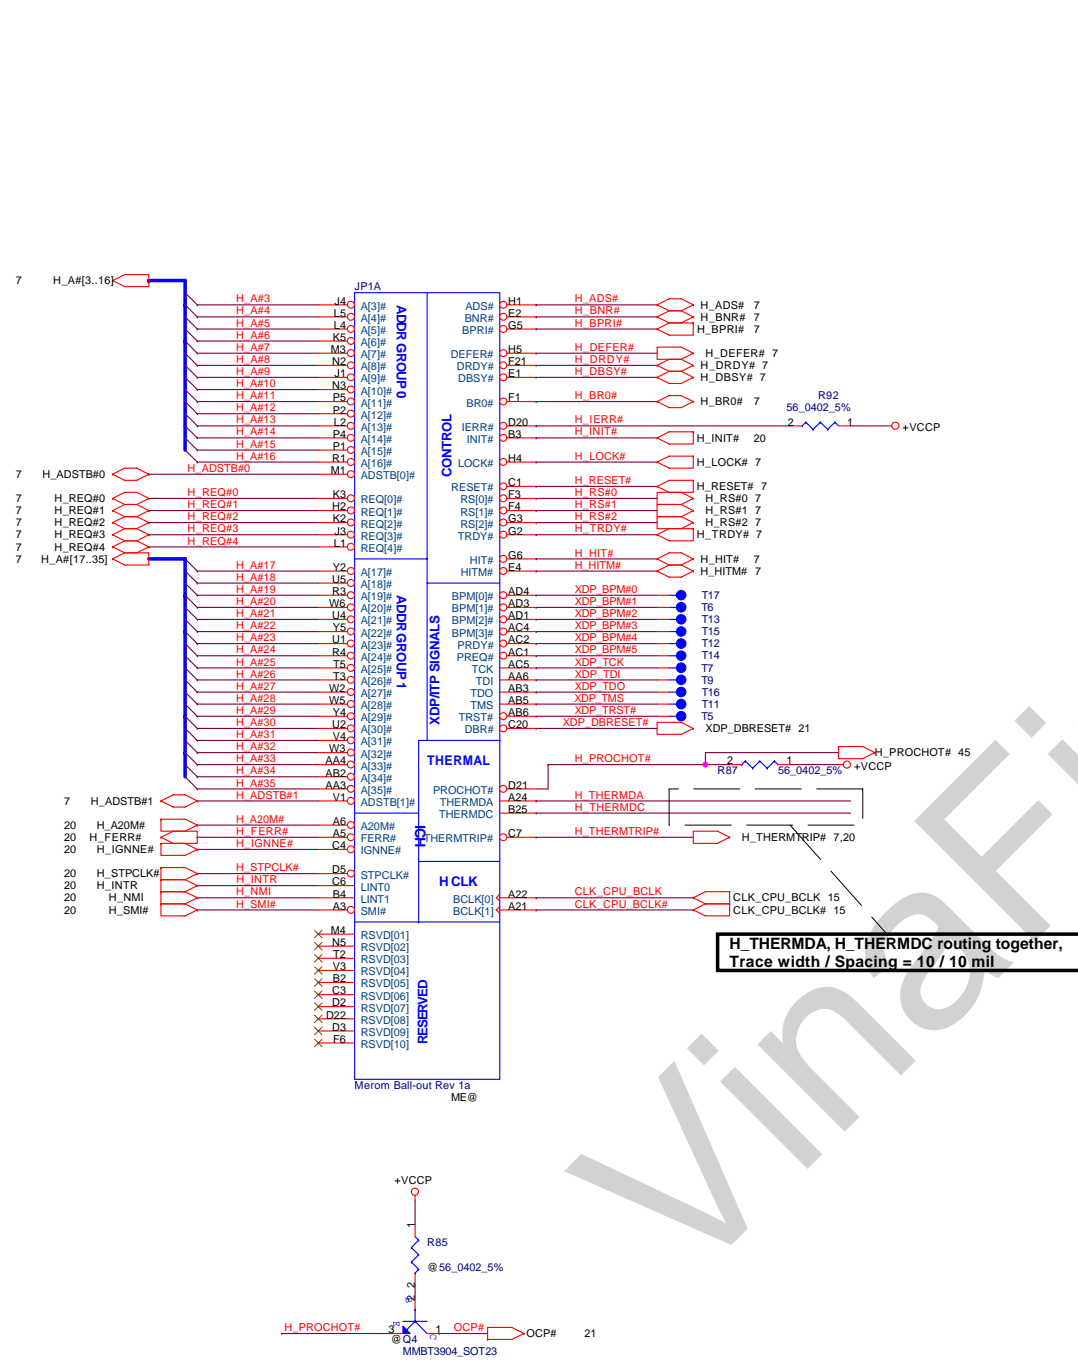 JP1A
7 H_A#[3..16]
H_A#3 J4 A[3]# ADS# H1 H_ADS# H_ADS# 7
H_A#4 L5 A[4]# BNR# E2 H_BNR# H_BNR# 7
H_A#5 L4 A[5]# BPRI# G5 H_BPRI# H_BPRI# 7
H_A#6 K5 A[6]#
H_A#7 M3 A[7]# DEFER# H5 H_DEFER# H_DEFER# 7
H_A#8 N2 A[8]# DRDY# F21 H_DRDY# H_DRDY# 7
H_A#9 J1 A[9]# DBSY# E1 H_DBSY# H_DBSY# 7
H_A#10 N3 A[10]#
H_A#11 P5 A[11]# BR0# F1 H_BR0# H_BR0# 7
H_A#12 P2 A[12]#
H_A#13 L2 A[13]# IERR# D20 H_IERR# 2 R92 56_0402_5% 1 +VCCP
H_A#14 P4 A[14]# INIT# B3 H_INIT# H_INIT# 20
H_A#15 P1 A[15]#
H_A#16 R1 A[16]# LOCK# H4 H_LOCK# H_LOCK# 7
7 H_ADSTB#0 H_ADSTB#0 M1 ADSTB[0]#
RESET# C1 H_RESET# H_RESET# 7
7 H_REQ#0 H_REQ#0 K3 REQ[0]# RS[0]# F3 H_RS#0 H_RS#0 7
7 H_REQ#1 H_REQ#1 H2 REQ[1]# RS[1]# F4 H_RS#1 H_RS#1 7
7 H_REQ#2 H_REQ#2 K2 REQ[2]# RS[2]# G3 H_RS#2 H_RS#2 7
7 H_REQ#3 H_REQ#3 J3 REQ[3]# TRDY# G2 H_TRDY# H_TRDY# 7
7 H_REQ#4 H_REQ#4 L1 REQ[4]#
ADDR GROUP 0
CONTROL
7 H_A#[17..35] HIT# G6 H_HIT# H_HIT# 7
H_A#17 Y2 A[17]# HITM# E4 H_HITM# H_HITM# 7
H_A#18 U5 A[18]#
H_A#19 R3 A[19]# BPM[0]# AD4 XDP_BPM#0 T17
H_A#20 W6 A[20]# BPM[1]# AD3 XDP_BPM#1 T6
H_A#21 U4 A[21]# BPM[2]# AD1 XDP_BPM#2 T13
H_A#22 Y5 A[22]# BPM[3]# AC4 XDP_BPM#3 T15
H_A#23 U1 A[23]# PRDY# AC2 XDP_BPM#4 T12
H_A#24 R4 A[24]# PREQ# AC1 XDP_BPM#5 T14
H_A#25 T5 A[25]# TCK AC5 XDP_TCK T7
H_A#26 T3 A[26]# TDI AA6 XDP_TDI T9
H_A#27 W2 A[27]# TDO AB3 XDP_TDO T16
H_A#28 W5 A[28]# TMS AB5 XDP_TMS T11
H_A#29 Y4 A[29]# TRST# AB6 XDP_TRST# T5
H_A#30 U2 A[30]# DBR# C20 XDP_DBRESET# XDP_DBRESET# 21
H_A#31 V4 A[31]#
H_A#32 W3 A[32]#
H_A#33 AA4 A[33]#
H_A#34 AB2 A[34]#
H_A#35 AA3 A[35]#
7 H_ADSTB#1 H_ADSTB#1 V1 ADSTB[1]#
ADDR GROUP 1
XDP/ITP SIGNALS
THERMAL
H_PROCHOT# H_PROCHOT# 45
2 R87 1 56_0402_5% +VCCP
PROCHOT# D21
THERMDA A24 H_THERMDA
THERMDC B25 H_THERMDC
20 H_A20M# H_A20M# A6 A20M#
20 H_FERR# H_FERR# A5 FERR# THERMTRIP# C7 H_THERMTRIP# H_THERMTRIP# 7,20
20 H_IGNNE# H_IGNNE# C4 IGNNE#
HCI
20 H_STPCLK# H_STPCLK# D5 STPCLK#
20 H_INTR H_INTR C6 LINT0
20 H_NMI H_NMI B4 LINT1
20 H_SMI# H_SMI# A3 SMI#
H CLK
BCLK[0] A22 CLK_CPU_BCLK CLK_CPU_BCLK 15
BCLK[1] A21 CLK_CPU_BCLK# CLK_CPU_BCLK# 15
H_THERMDA, H_THERMDC routing together,
Trace width / Spacing = 10 / 10 mil
M4 RSVD[01]
N5 RSVD[02]
T2 RSVD[03]
V3 RSVD[04]
B2 RSVD[05]
C3 RSVD[06]
D2 RSVD[07]
D22 RSVD[08]
D3 RSVD[09]
F6 RSVD[10]
RESERVED
Merom Ball-out Rev 1a
ME@
+VCCP
1
R85
@56_0402_5%
2
2
B
H_PROCHOT# 3 E C 1 OCP# OCP# 21
@Q4
MMBT3904_SOT23
VinaFi